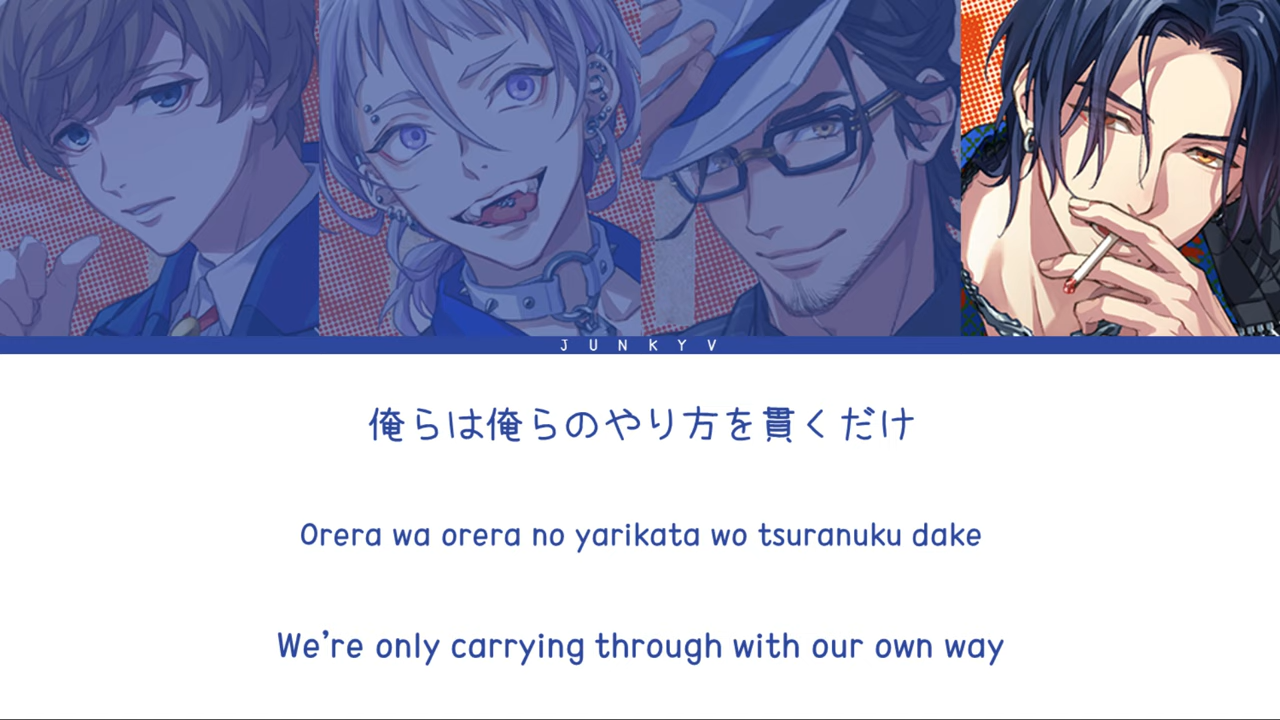 JUNKYV
俺らは俺らのやり方を貫くだけ
Orera wa orera no yarikata wo tsuranuku dake
We're only carrying through with our own way